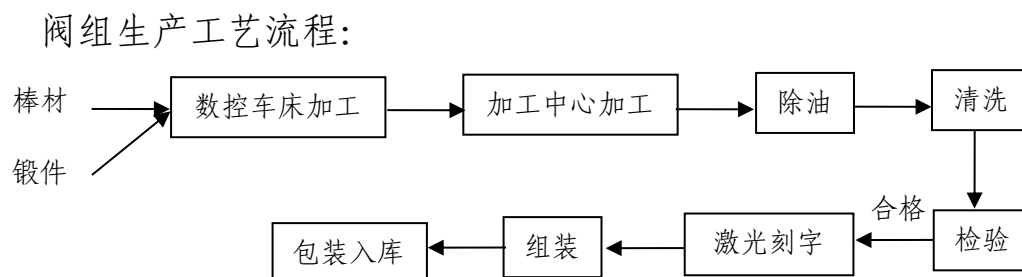 阀组生产工艺流程:
棒材
数控车床加工
加工中心加工
除油
清洗
锻件
合格
包装入库
组装
激光刻字
检验